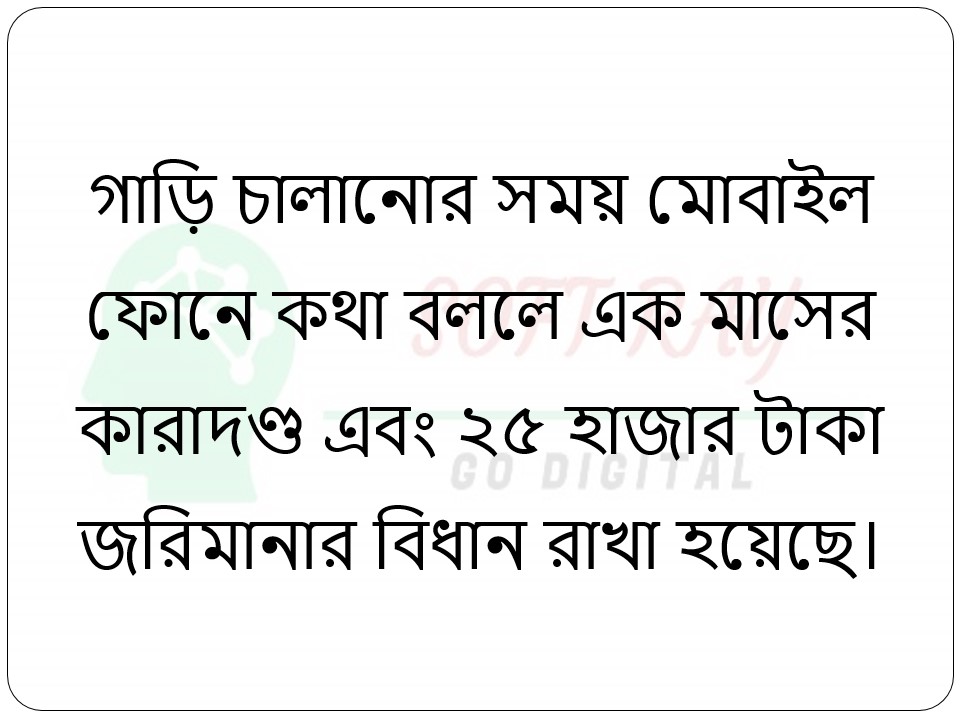 গাড়ি চালানোর সময় মোবাইল
ফোনে কথা বললে এক মাসের
কারাদণ্ড এবং ২৫ হাজার টাকা
জরিমানার বিধান রাখা হয়েছে।
SOFT RAY
GO DIGITAL